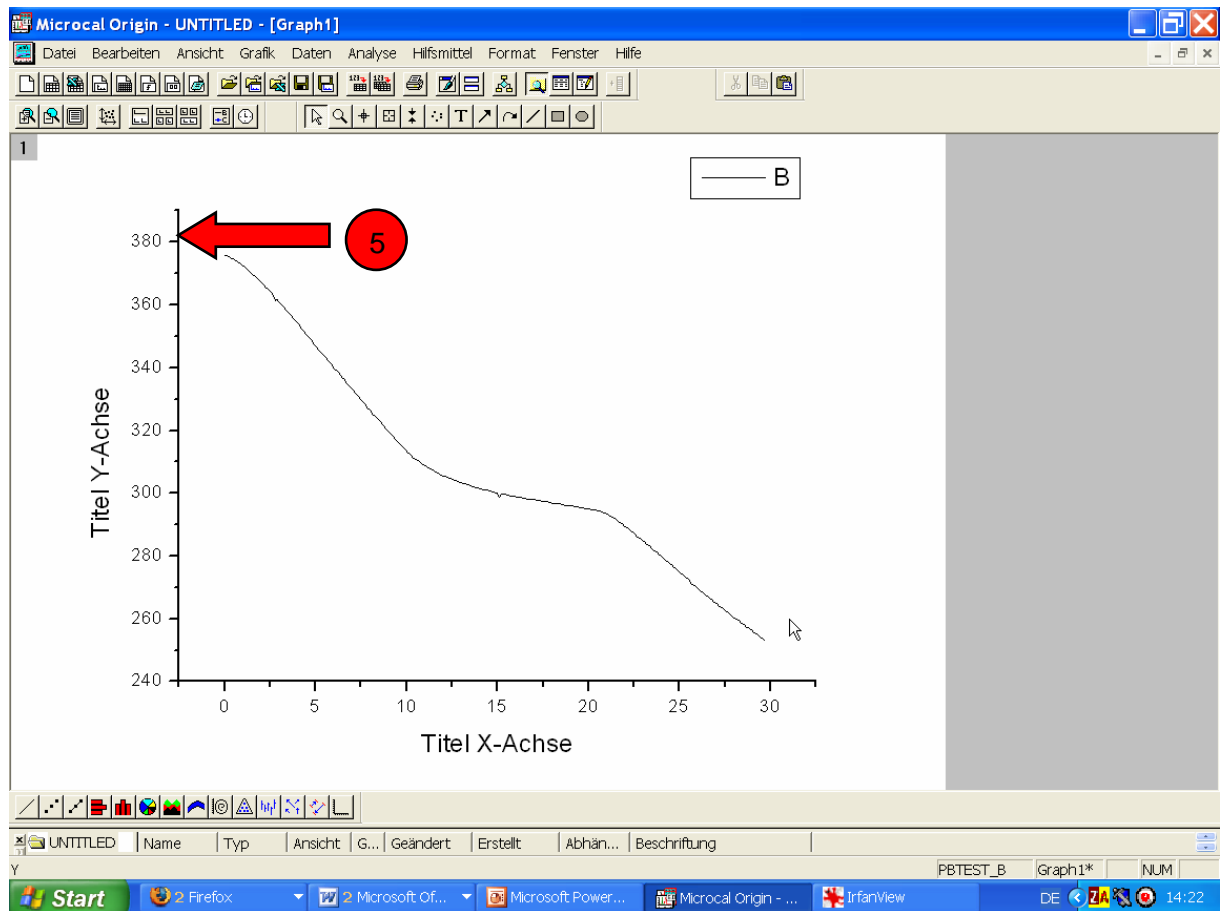 Microcal Origin - UNTITLED - [Graph1]
Datei Bearbeiten Ansicht Grafik Daten Analyse Hilfsmittel Format Fenster Hilfe
1
B
5
380
360
340
320
300
280
260
240
Titel Y-Achse
0 5 10 15 20 25 30
Titel X-Achse
UNTITLED Name Typ Ansicht G... Geändert Erstellt Abhän... Beschriftung
Y PBTEST_B Graph1* NUM
Start 2 Firefox 2 Microsoft Of... Microsoft Power... Microcal Origin - ... IrfanView DE 14:22